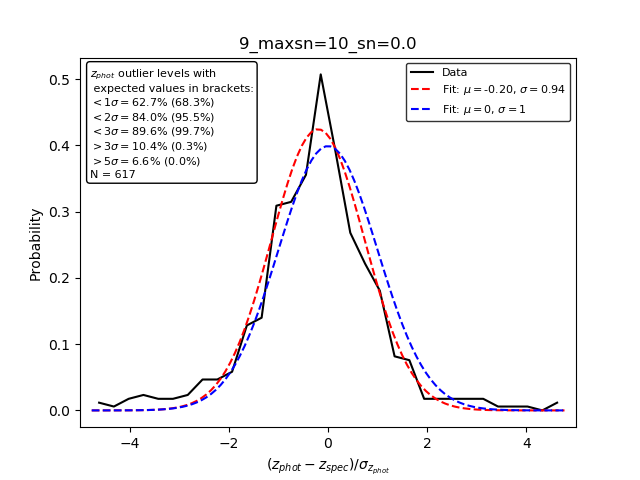 9_maxsn=10_sn=0.0
z_phot outlier levels with
expected values in brackets:
<1σ = 62.7% (68.3%)
<2σ = 84.0% (95.5%)
<3σ = 89.6% (99.7%)
>3σ = 10.4% (0.3%)
>5σ = 6.6% (0.0%)
N = 617
Data
Fit: μ = -0.20, σ = 0.94
Fit: μ = 0, σ = 1
0.5
0.4
0.3
0.2
0.1
0.0
Probability
−4
−2
0
2
4
(z_phot − z_spec)/σ_z_phot